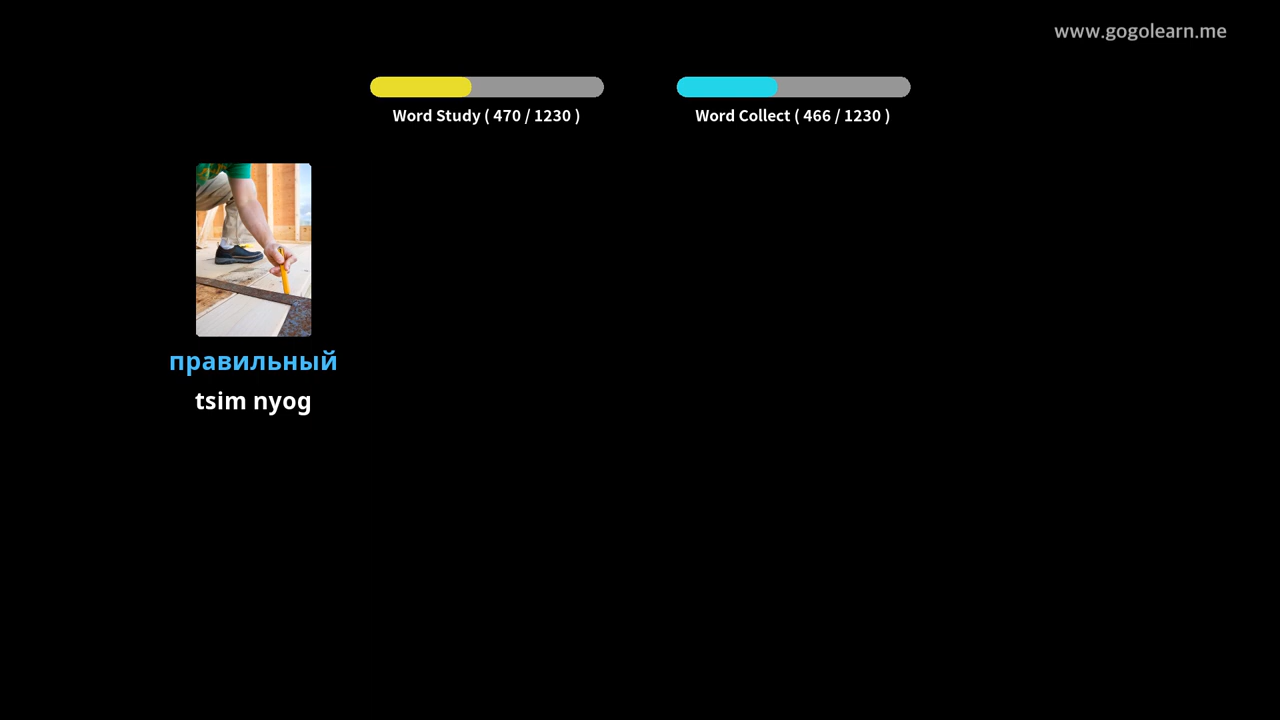 www.gogolearn.me
Word Study ( 470 / 1230 )
Word Collect ( 466 / 1230 )
правильный
tsim nyog